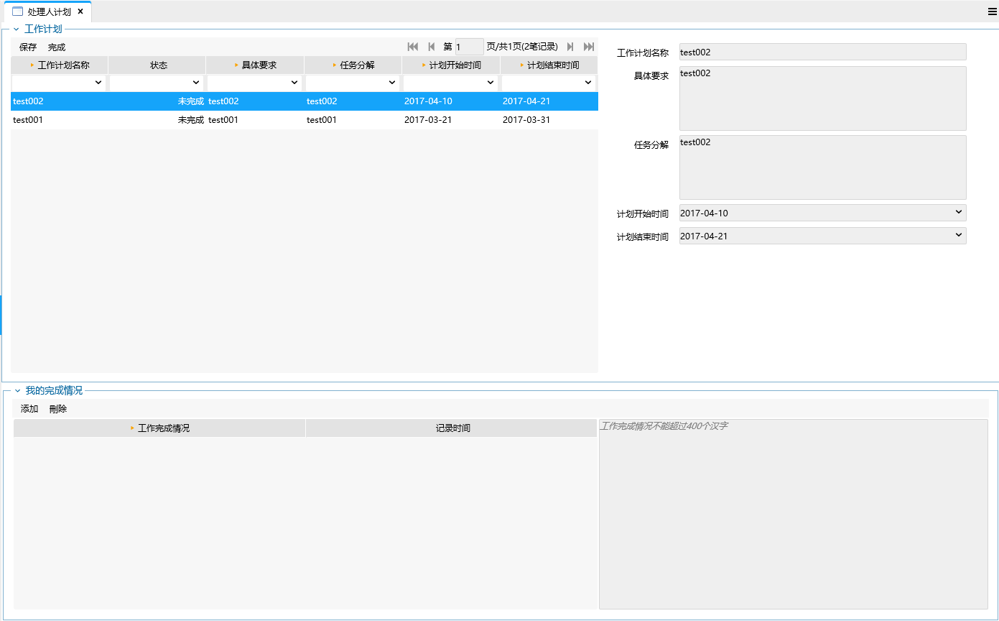 处理人计划
工作计划
保存 完成 第 1 页/共1页(2笔记录)
工作计划名称 状态 具体要求 任务分解 计划开始时间 计划结束时间
test002 未完成 test002 test002 2017-04-10 2017-04-21
test001 未完成 test001 test001 2017-03-21 2017-03-31
工作计划名称 test002
具体要求 test002
任务分解 test002
计划开始时间 2017-04-10
计划结束时间 2017-04-21
我的完成情况
添加 刪除
工作完成情况 记录时间
工作完成情况不能超过400个汉字